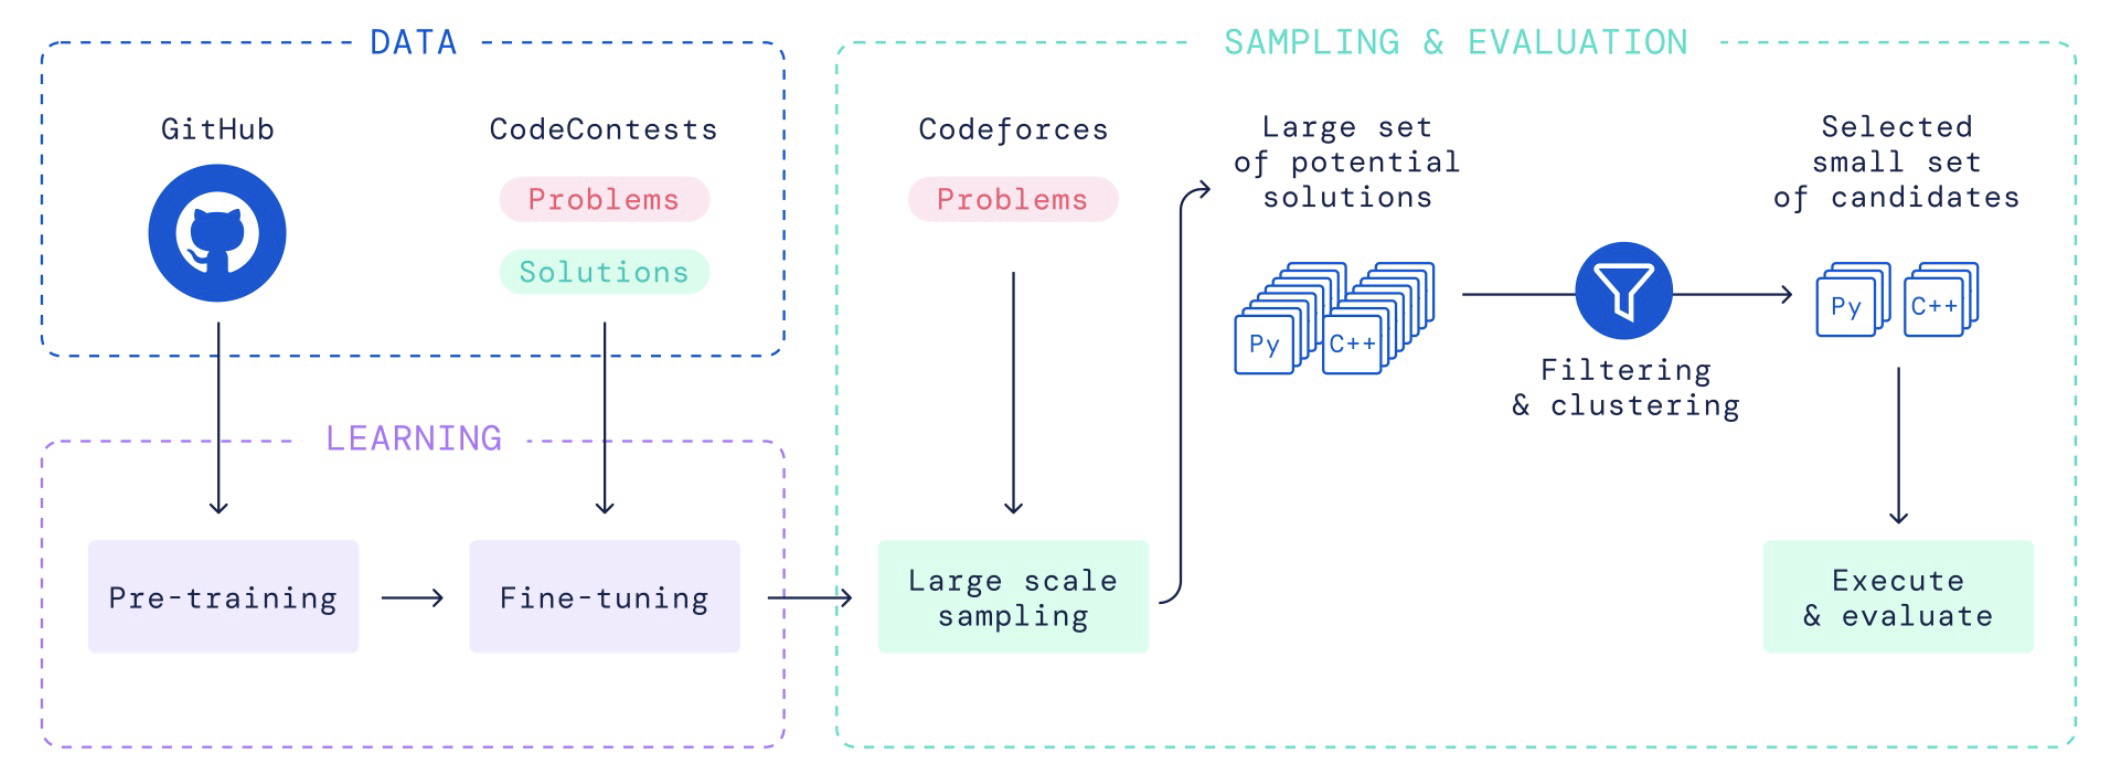 DATA
GitHub
CodeContests
Problems
Solutions
LEARNING
Pre-training
Fine-tuning
SAMPLING & EVALUATION
Codeforces
Problems
Large scale
sampling
Large set
of potential
solutions
Py
C++
Filtering
& clustering
Selected
small set
of candidates
Py
C++
Execute
& evaluate